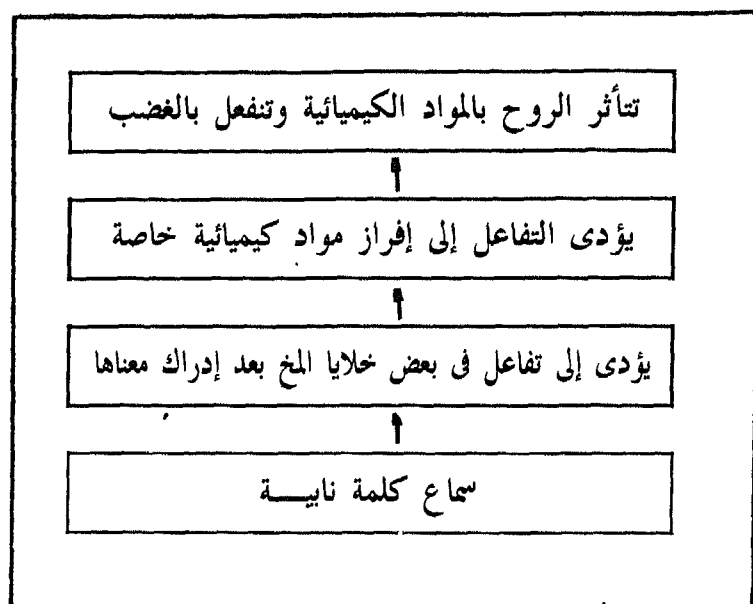 تتأثر الروح بالمواد الكيميائية وتنفعل بالغضب
يؤدى التفاعل إلى إفراز مواد كيميائية خاصة
يؤدى إلى تفاعل فى بعض خلايا المخ بعد إدراك معناها
سماع كلمة نابيـــة